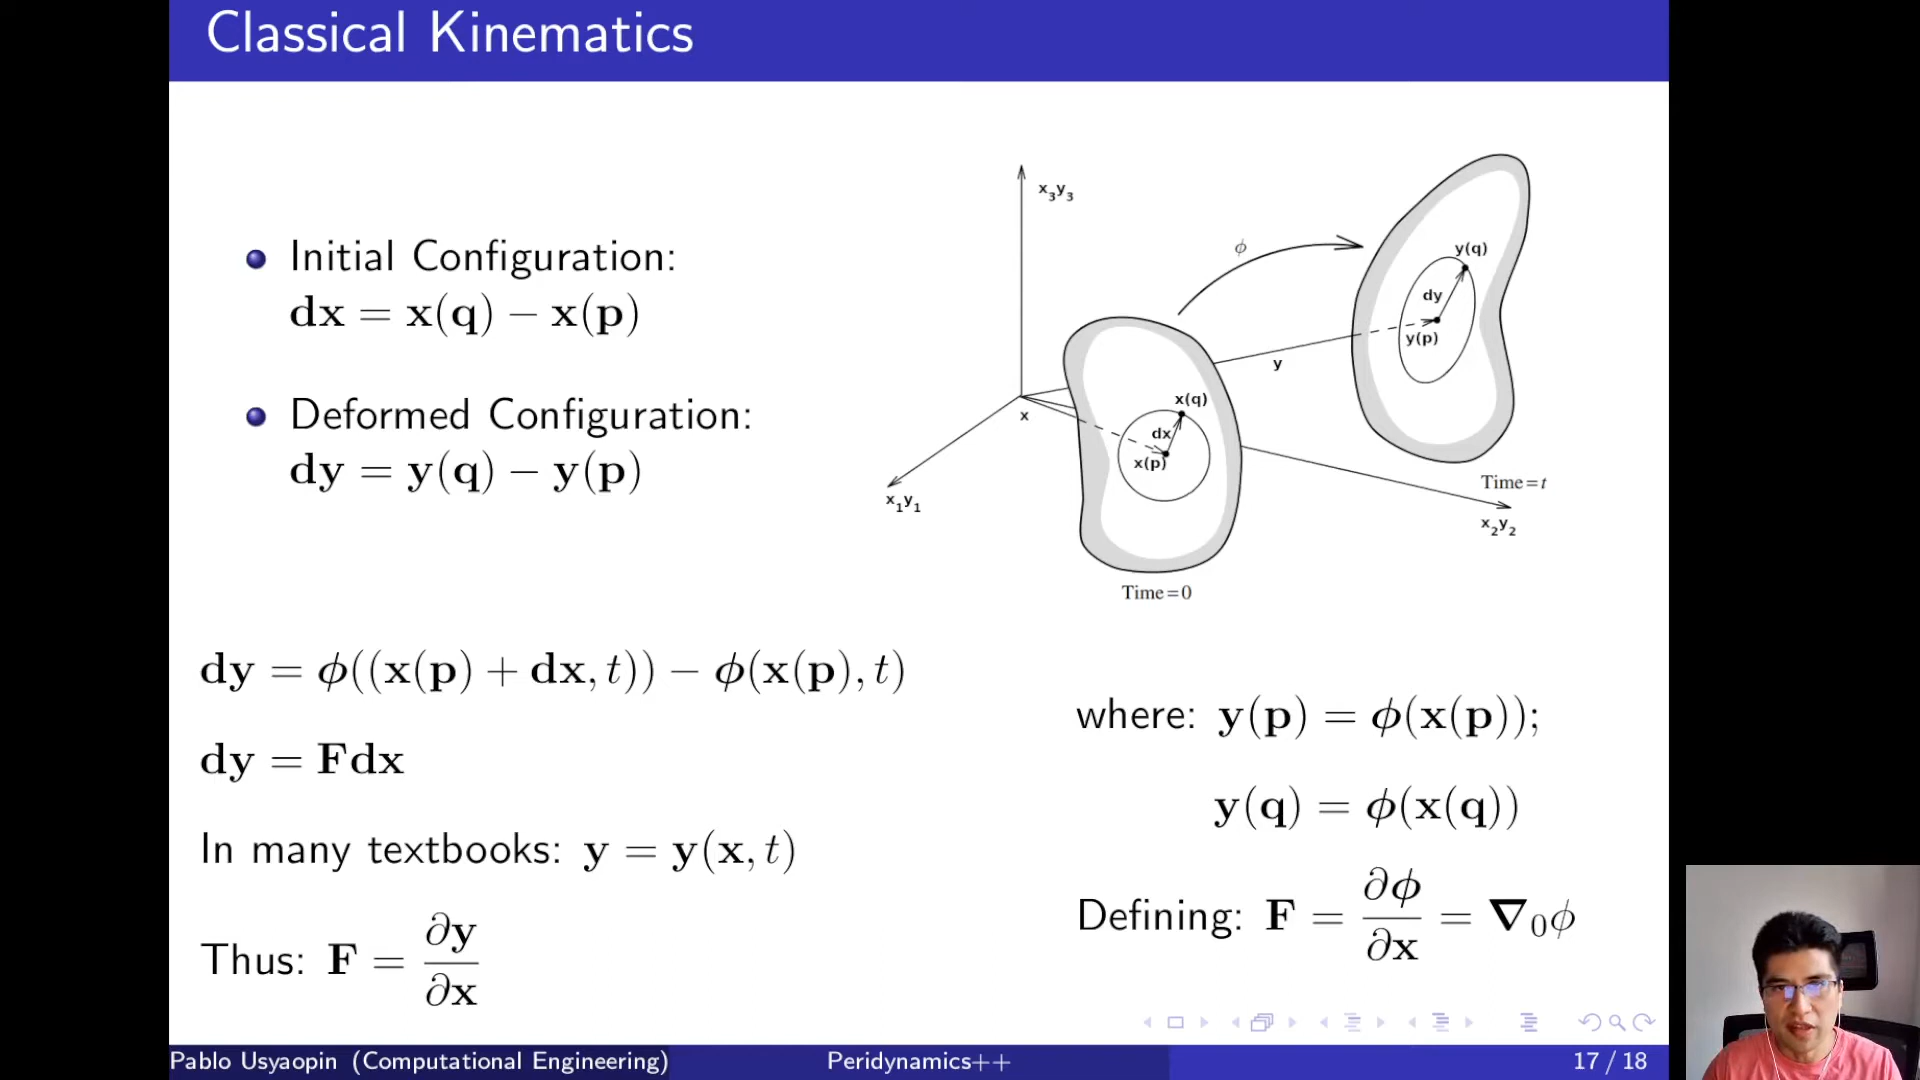 Classical Kinematics
Initial Configuration:
dx = x(q) − x(p)
Deformed Configuration:
dy = y(q) − y(p)
x₃y₃
ϕ
y(q)
dy
y(p)
y
x(q)
dx
x(p)
x
x₁y₁
Time=t
x₂y₂
Time=0
dy = ϕ((x(p) + dx, t)) − ϕ(x(p), t)
dy = Fdx
In many textbooks: y = y(x, t)
Thus: F = ∂y/∂x
where: y(p) = ϕ(x(p));
y(q) = ϕ(x(q))
Defining: F = ∂ϕ/∂x = ∇₀ϕ
Pablo Usyaopin (Computational Engineering)
Peridynamics++
17 / 18